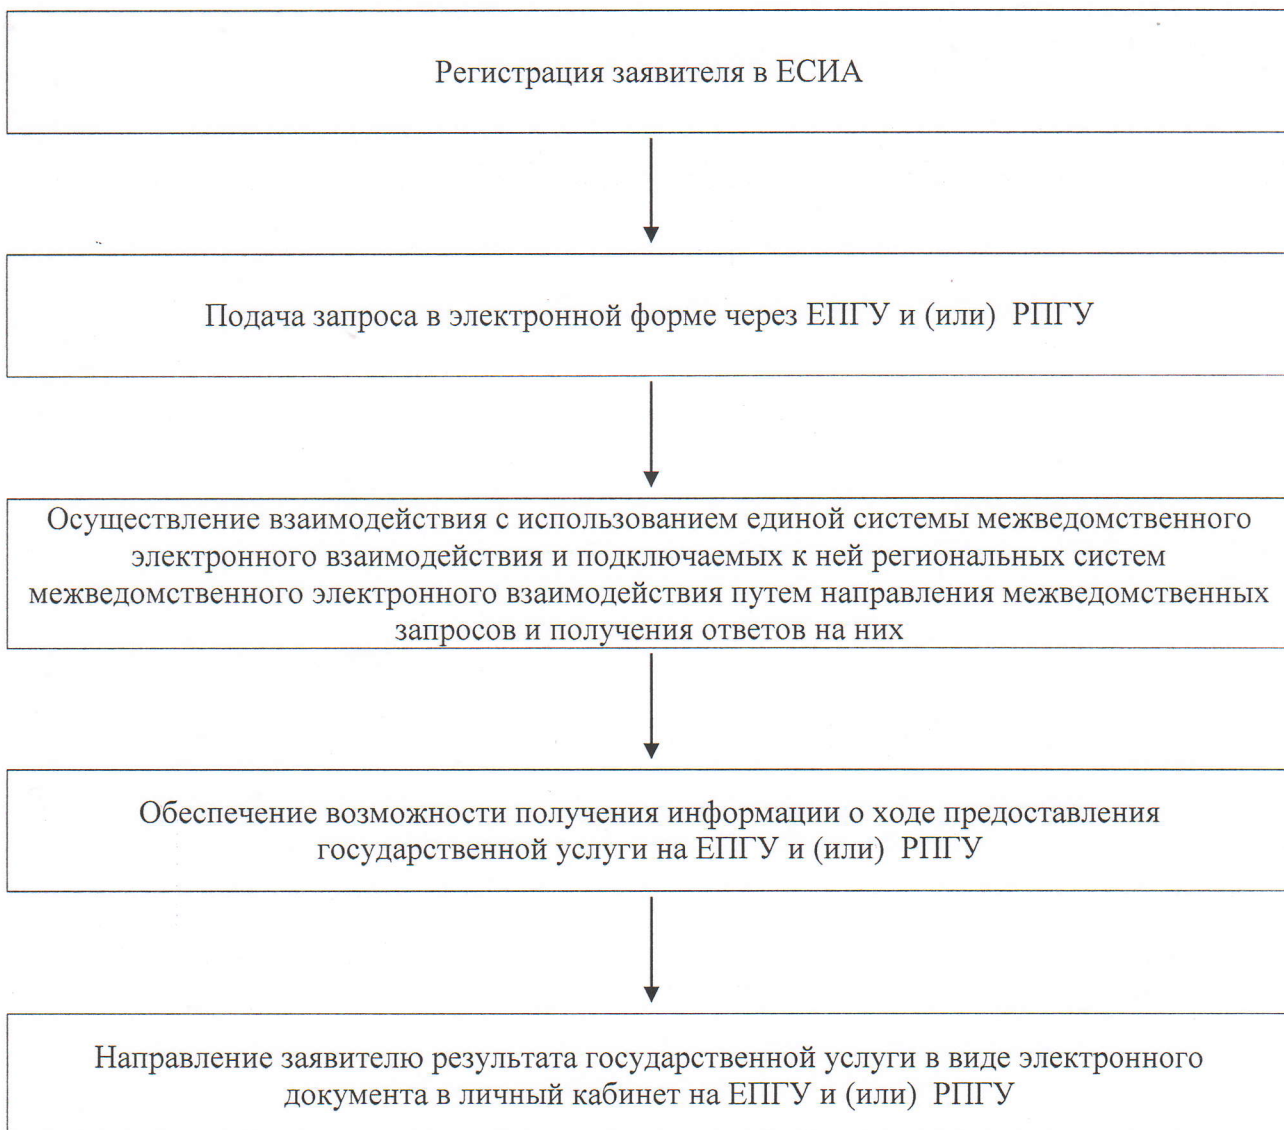 Регистрация заявителя в ЕСИА
Подача запроса в электронной форме через ЕПГУ и (или) РПГУ
Осуществление взаимодействия с использованием единой системы межведомственного
электронного взаимодействия и подключаемых к ней региональных систем
межведомственного электронного взаимодействия путем направления межведомственных
запросов и получения ответов на них
Обеспечение возможности получения информации о ходе предоставления
государственной услуги на ЕПГУ и (или) РПГУ
Направление заявителю результата государственной услуги в виде электронного
документа в личный кабинет на ЕПГУ и (или) РПГУ